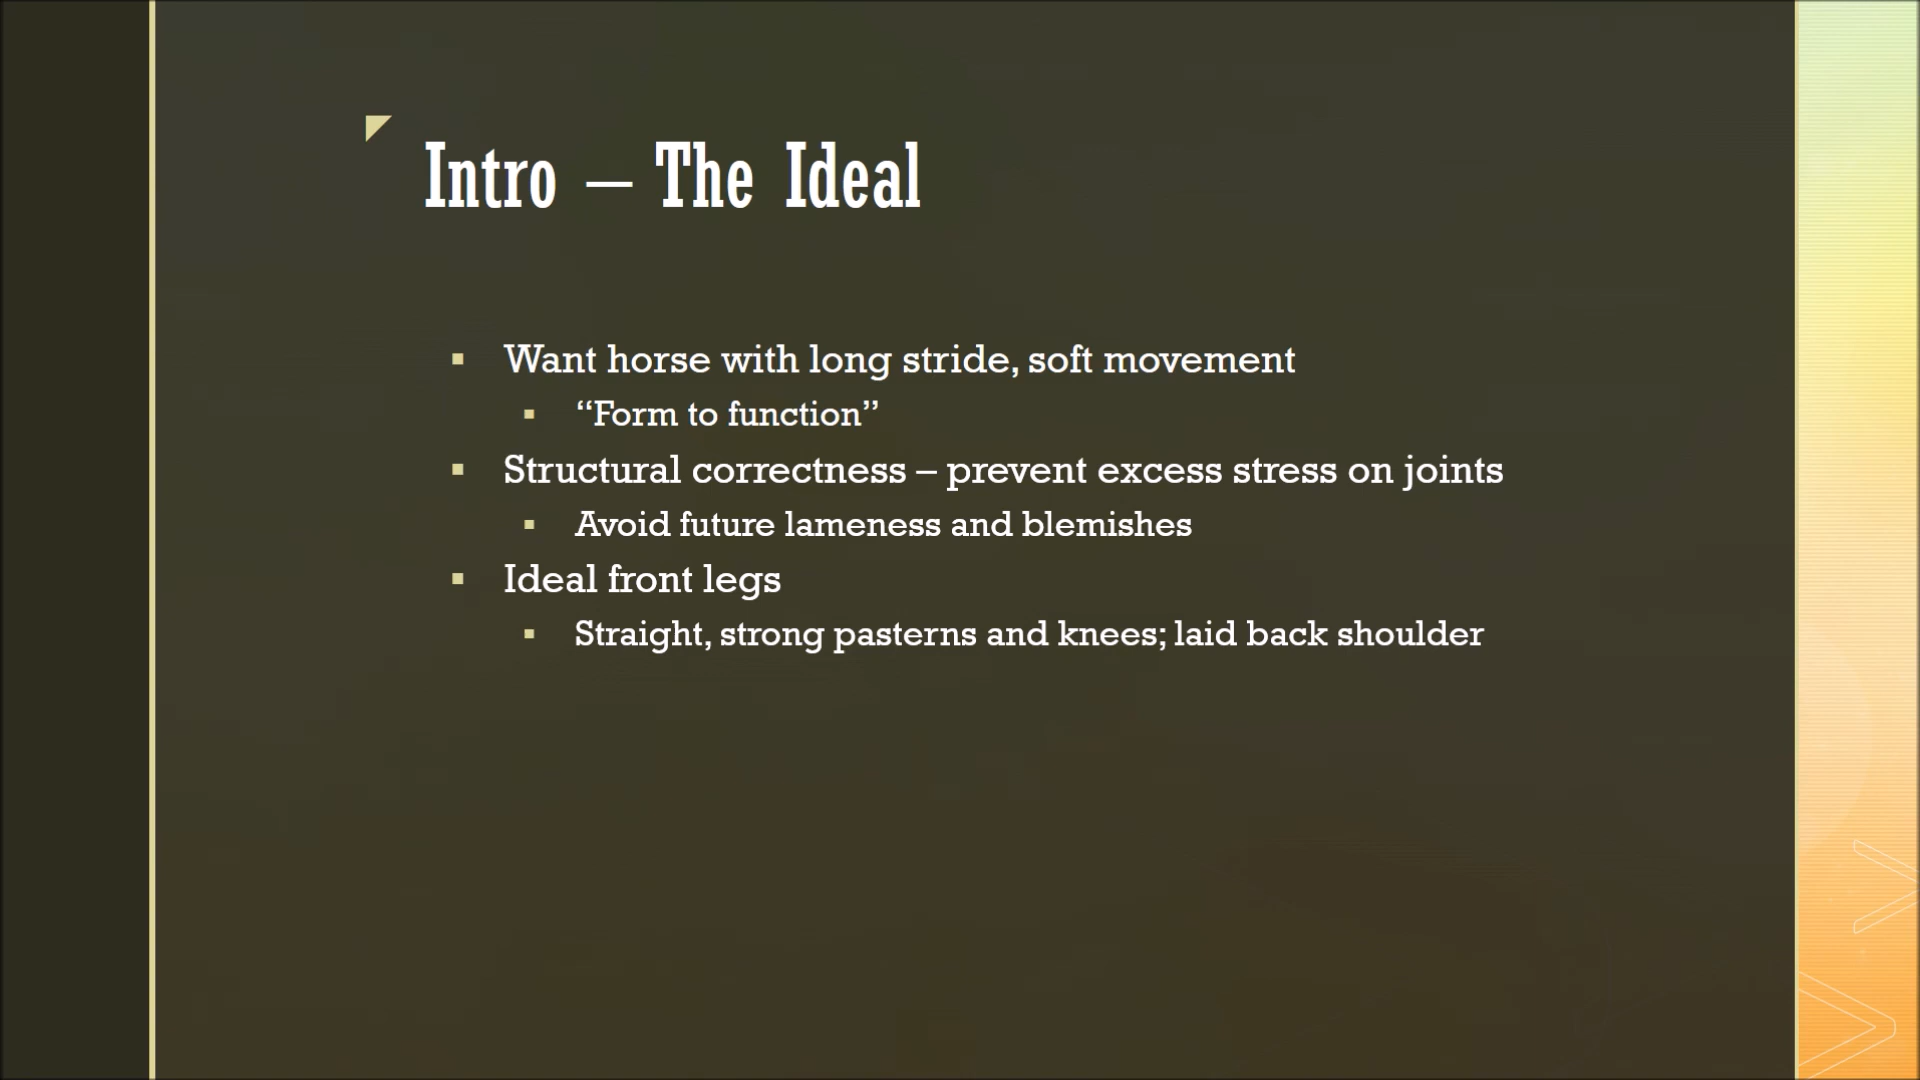 Intro – The Ideal
▪ Want horse with long stride, soft movement
▪ “Form to function”
▪ Structural correctness – prevent excess stress on joints
▪ Avoid future lameness and blemishes
▪ Ideal front legs
▪ Straight, strong pasterns and knees; laid back shoulder